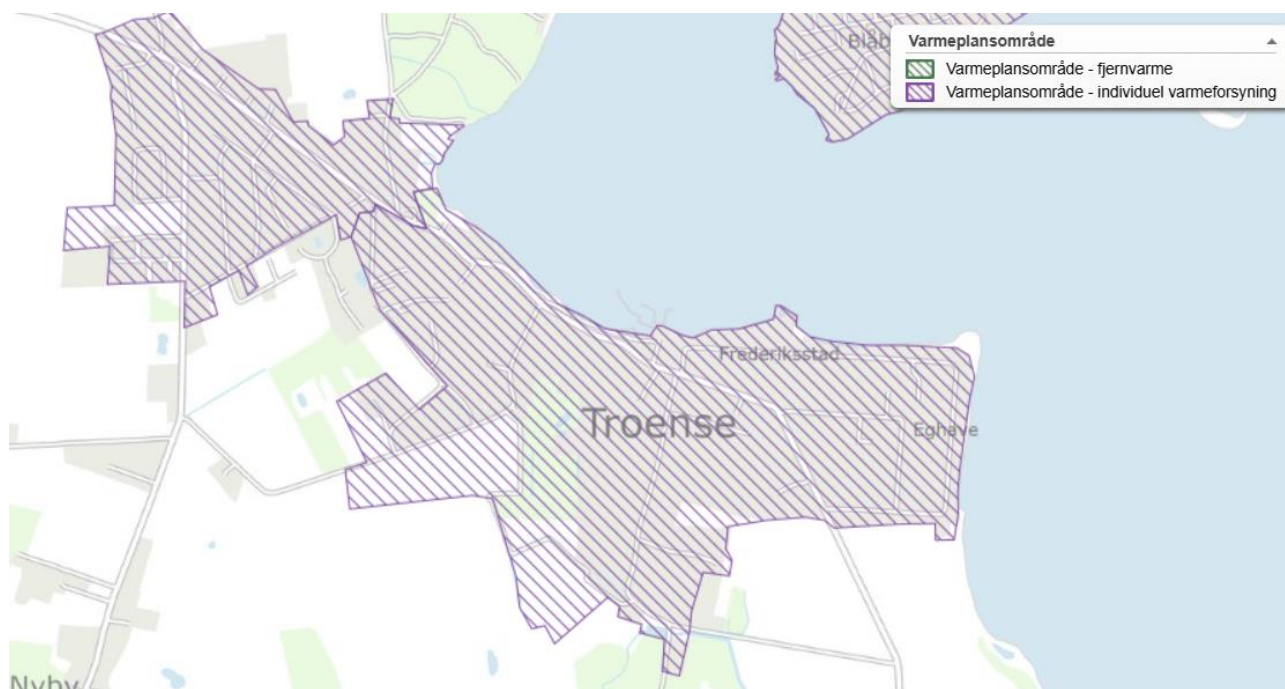 Varmeplansområde
Varmeplansområde - fjernvarme
Varmeplansområde - individuel varmeforsyning
Frederiksstad
Troense
Eghave